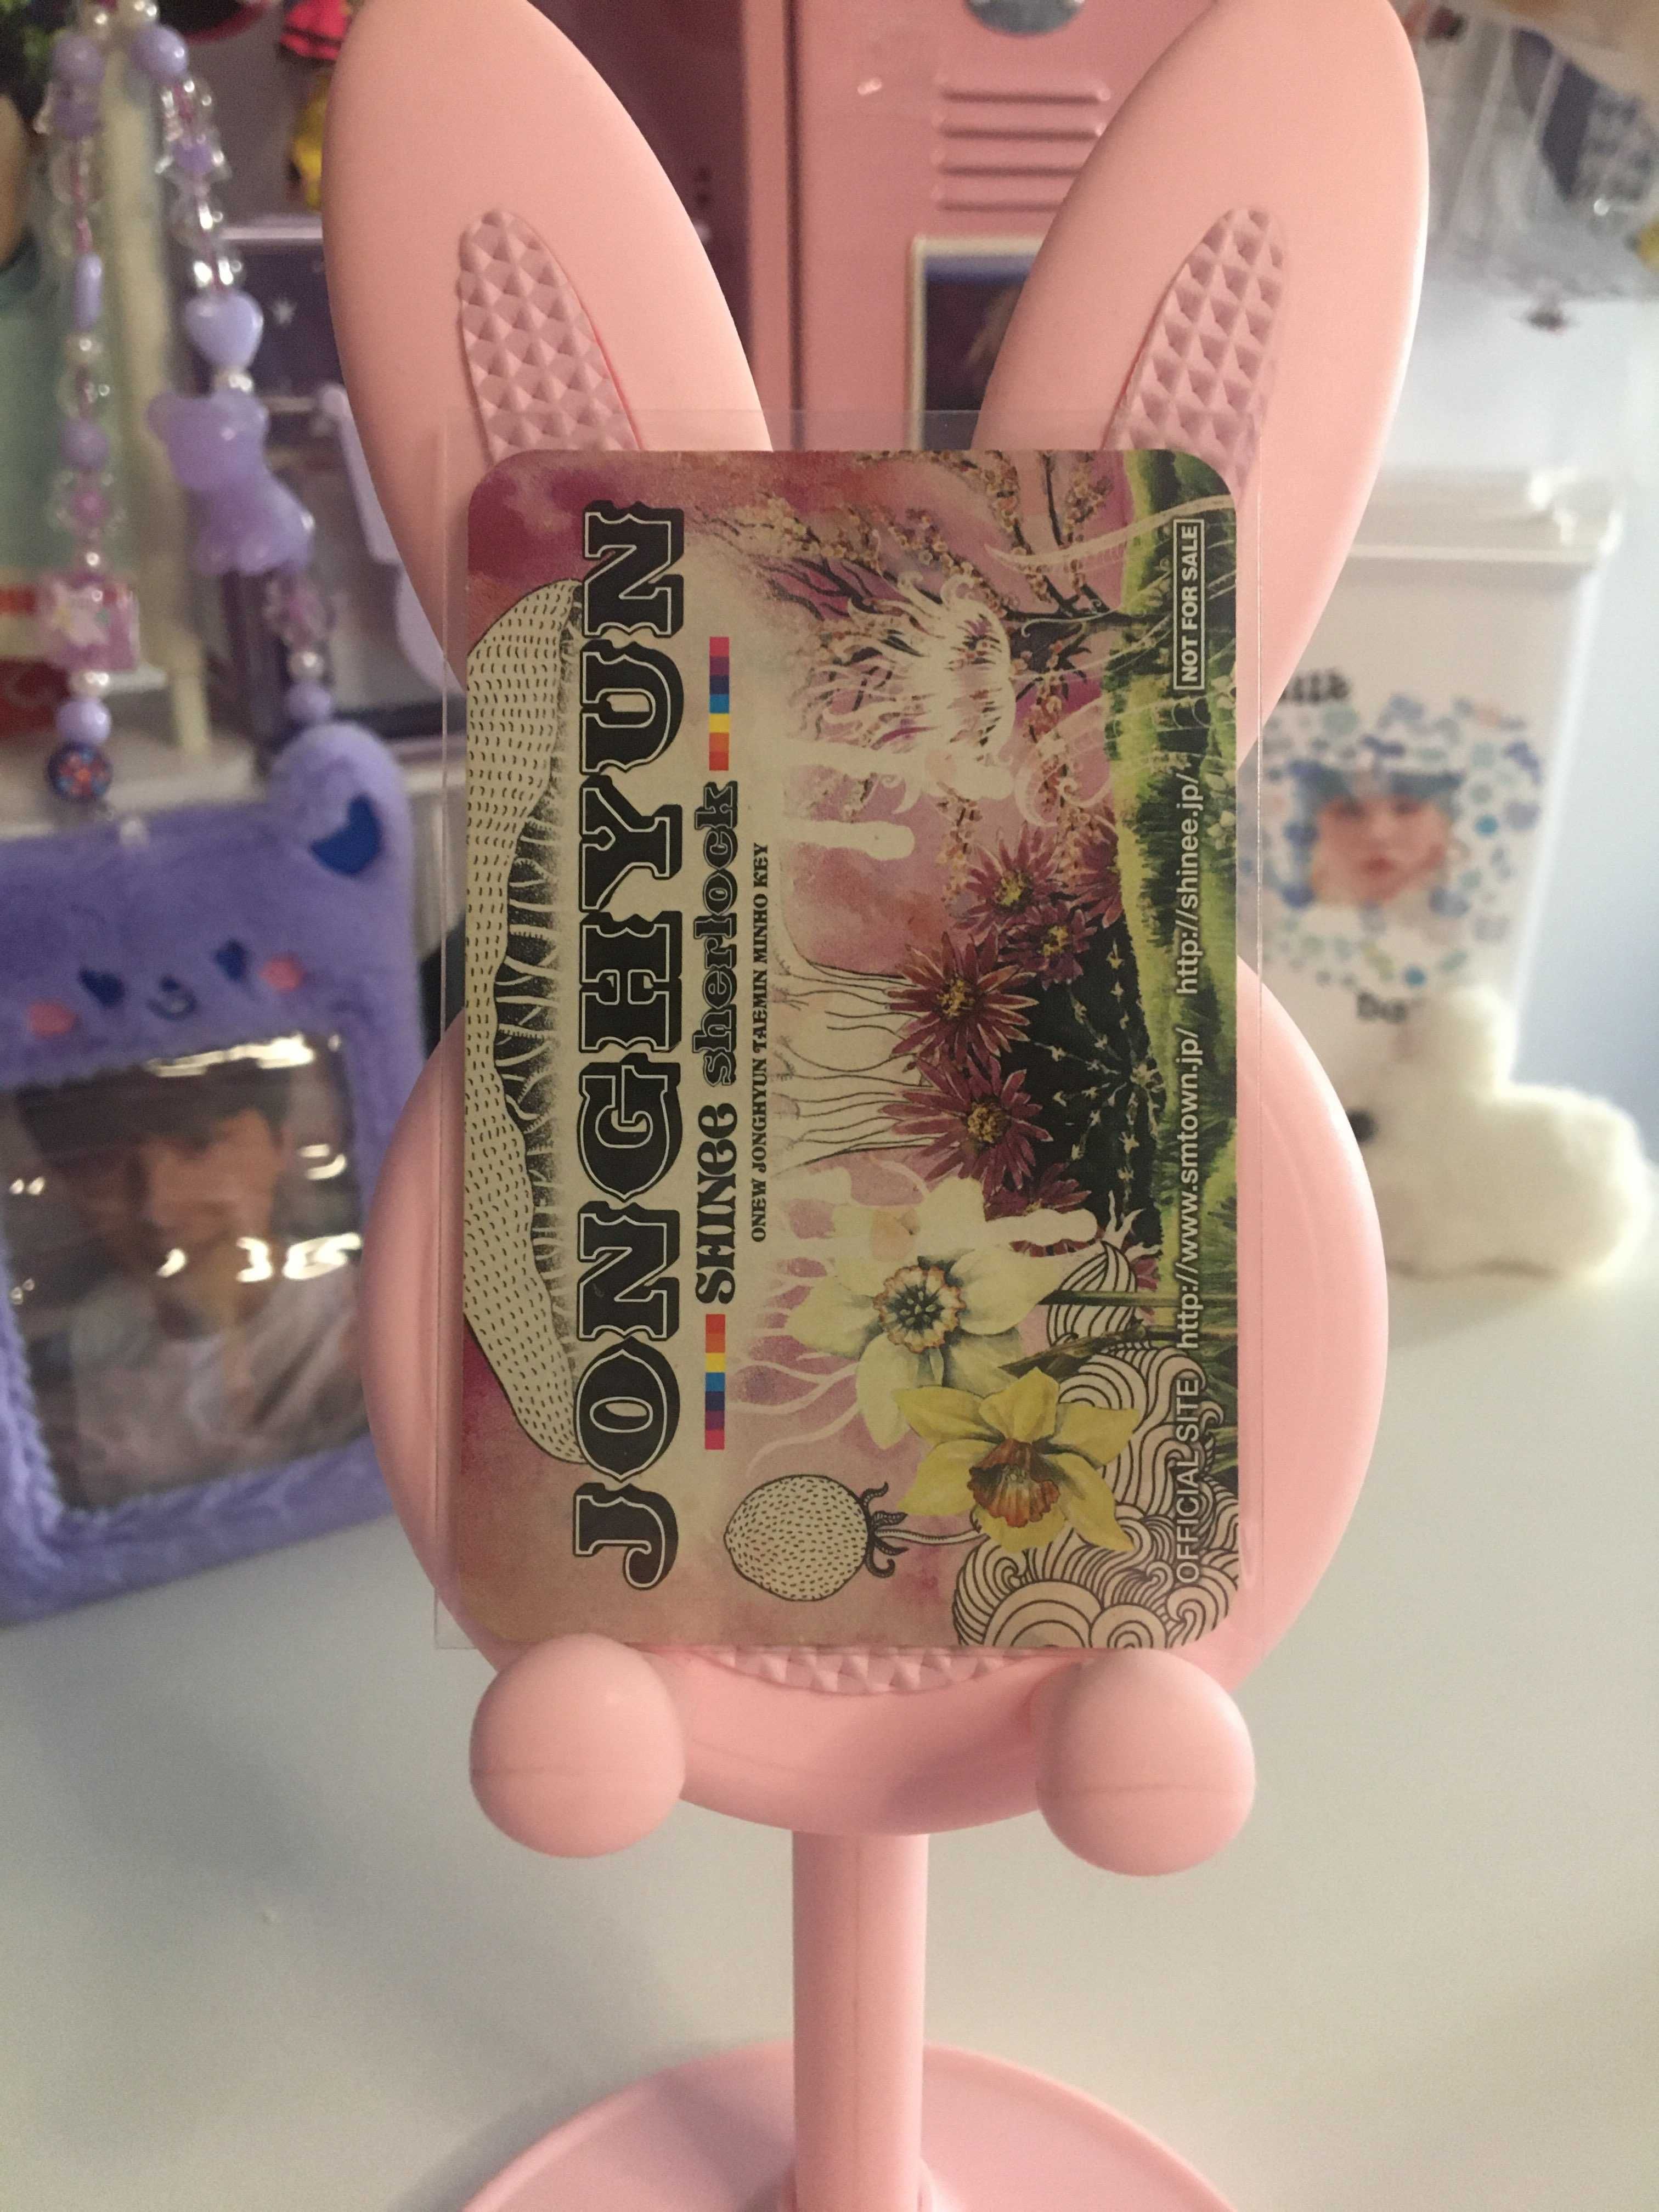 JONGHYUN
SHINee sherlock
ONEW JONGHYUN TAEMIN MINHO KEY
OFFICIAL SITE http://www.smtown.jp/ http://shinee.jp/
NOT FOR SALE